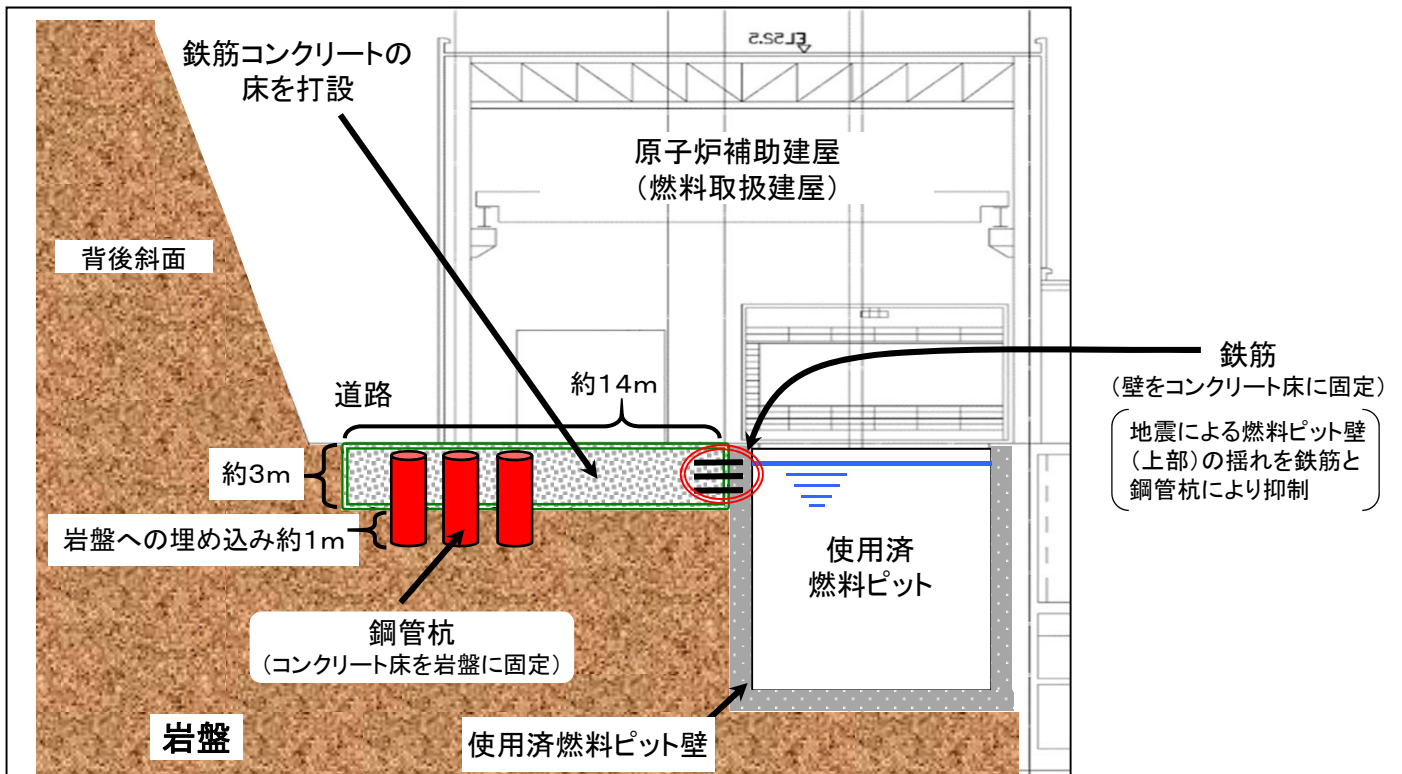 EL52.5
鉄筋コンクリートの
床を打設
原子炉補助建屋
（燃料取扱建屋）
背後斜面
道路
約14m
鉄筋
（壁をコンクリート床に固定）
地震による燃料ピット壁
（上部）の揺れを鉄筋と
鋼管杭により抑制
約3m
岩盤への埋め込み約1m
使用済
燃料ピット
鋼管杭
（コンクリート床を岩盤に固定）
岩盤
使用済燃料ピット壁